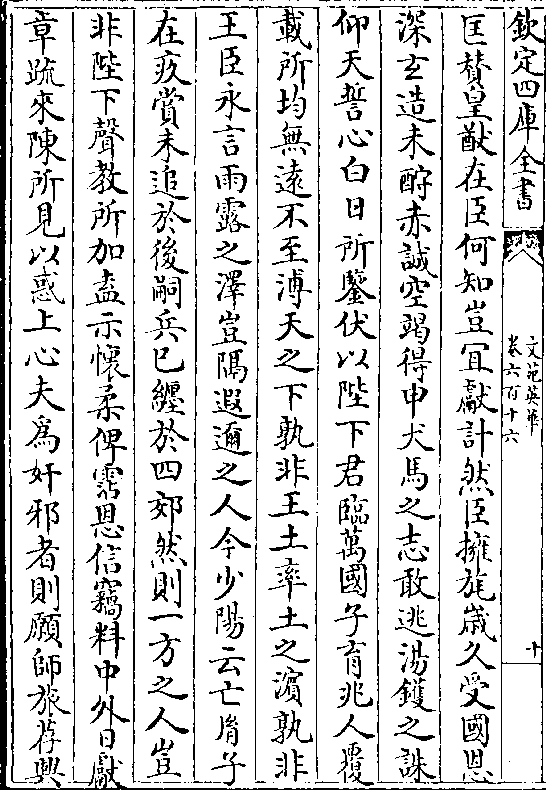 欽定四庫全書
文苑英華
卷六百十六
十
匡賛皇猷在臣何知豈宜獻計然臣擁旄歲久受國恩
深玄造未酧赤誠空竭得申犬馬之志敢逃湯鑊之誅
仰天誓心白日所鑒伏以陛下君臨萬國子育兆人覆
載所均無遠不至溥天之下孰非王土率土之濵孰非
王臣永言雨露之澤豈隔遐邇之人今少陽云亡胤子
在疚賞未追於後嗣兵已纒於四郊然則一方之人豈
非陛下聲教所加盍示懷柔俾霑恩信竊料中外日獻
章䟽來陳所見以惑上心夫爲奸邪者則願師旅荐興